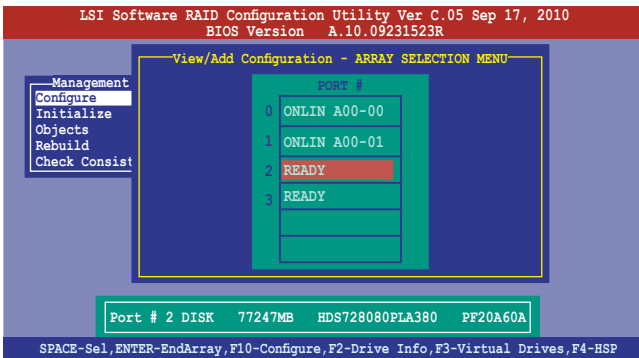 LSI Software RAID Configuration Utility Ver C.05 Sep 17, 2010
BIOS Version A.10.09231523R
View/Add Configuration - ARRAY SELECTION MENU
Management
Configure
Initialize
Objects
Rebuild
Check Consist
PORT #
0 ONLIN A00-00
1 ONLIN A00-01
2 READY
3 READY
Port # 2 DISK 77247MB HDS728080PLA380 PF20A60A
SPACE-Sel,ENTER-EndArray,F10-Configure,F2-Drive Info,F3-Virtual Drives,F4-HSP